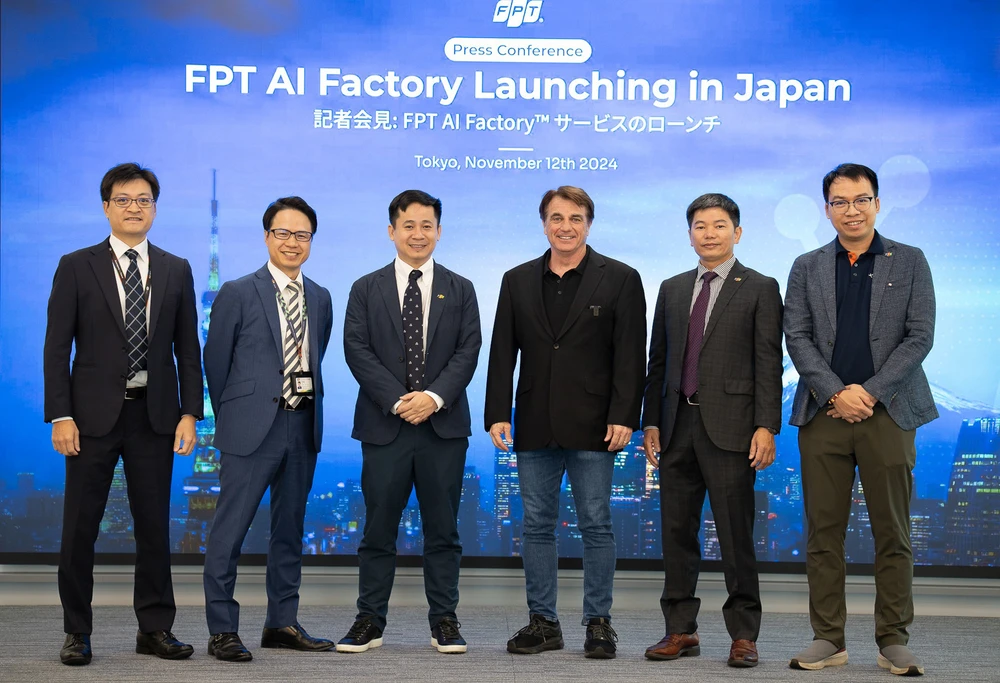 FPT
Press Conference
FPT AI Factory Launching in Japan
記者会見: FPT AI Factory™ サービスのローンチ
Tokyo, November 12th 2024